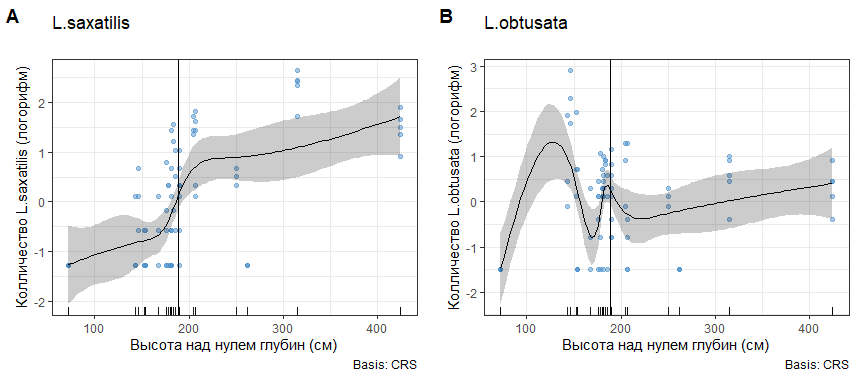 A
L.saxatilis
Колличество L.saxatilis (логорифм)
2
1
0
-1
-2
100
200
300
400
Высота над нулем глубин (см)
Basis: CRS
B
L.obtusata
Колличество L.obtusata (логорифм)
3
2
1
0
-1
-2
100
200
300
400
Высота над нулем глубин (см)
Basis: CRS